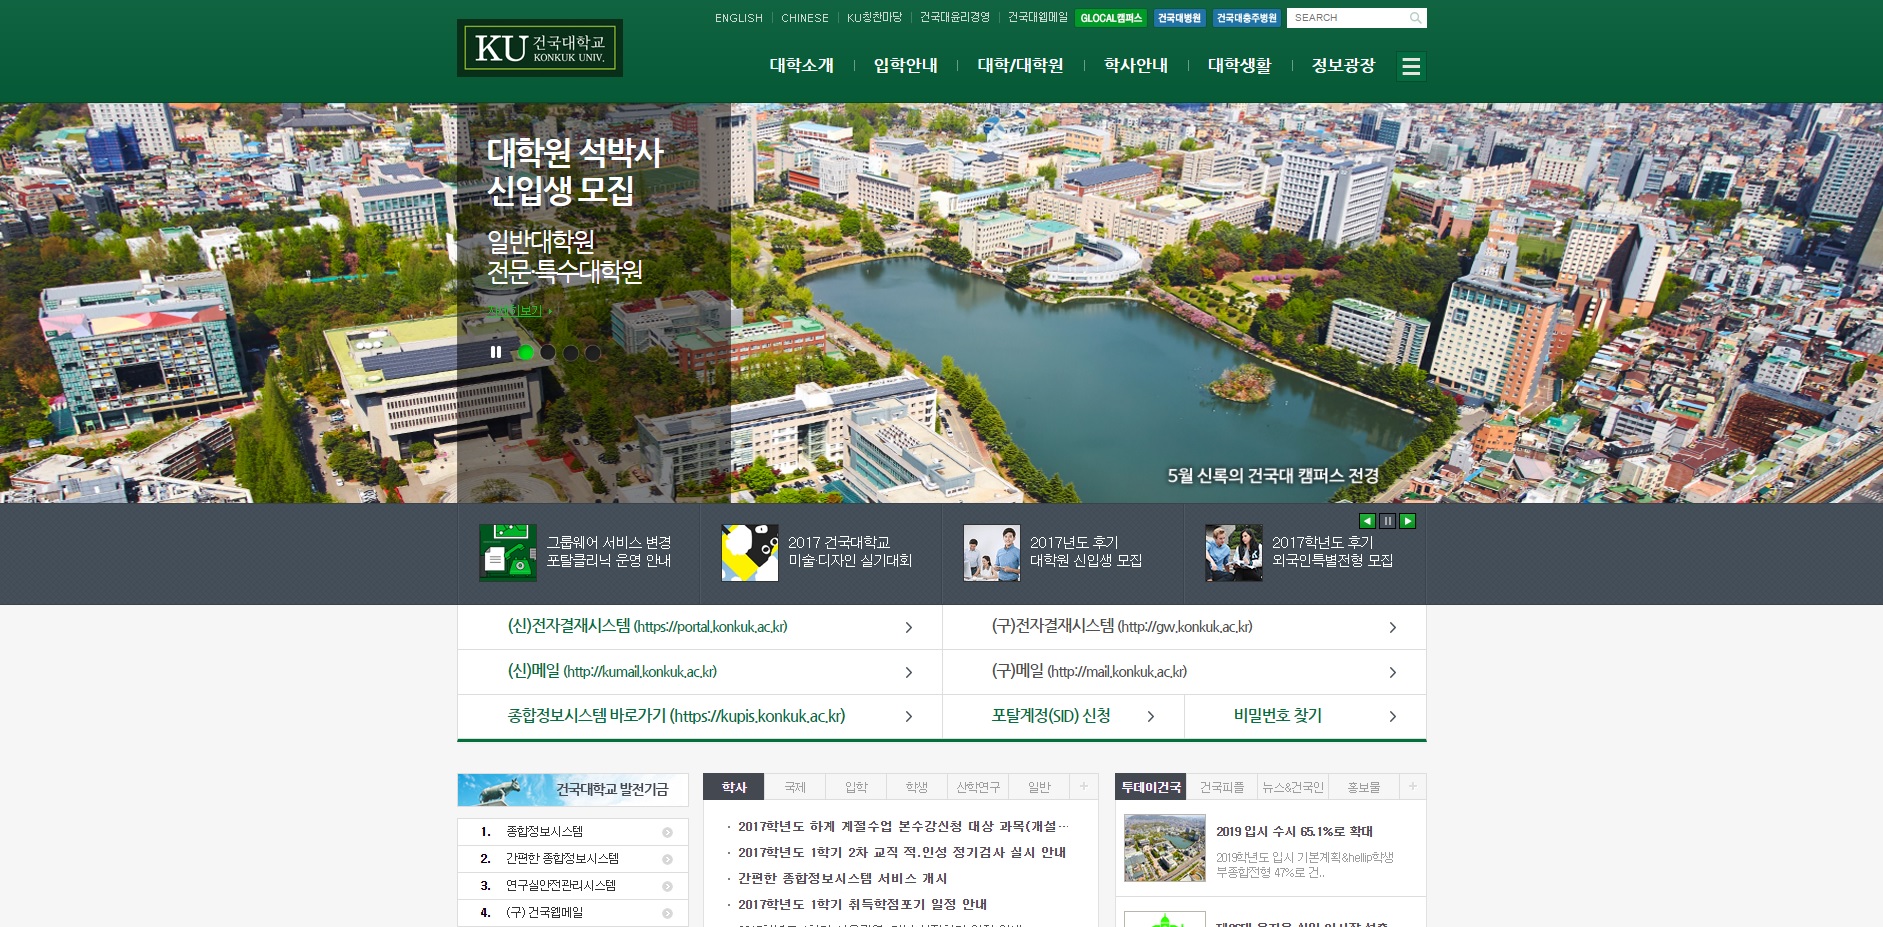 ENGLISH CHINESE KU칭찬마당 건국대윤리경영 건국대웹메일 GLOCAL캠퍼스 건국대병원 건국대충주병원 SEARCH
KU 건국대학교
KONKUK UNIV.
대학소개 입학안내 대학/대학원 학사안내 대학생활 정보광장
대학원 석박사
신입생 모집
일반대학원
전문·특수대학원
5월 신록의 건국대 캠퍼스 전경
그룹웨어 서비스 변경
포탈클리닉 운영 안내
2017 건국대학교
미술·디자인 실기대회
2017년도 후기
대학원 신입생 모집
2017학년도 후기
외국인특별전형 모집
(신)전자결재시스템 (https://portal.konkuk.ac.kr)
(구)전자결재시스템 (http://gw.konkuk.ac.kr)
(신)메일 (http://kumail.konkuk.ac.kr)
(구)메일 (http://mail.konkuk.ac.kr)
종합정보시스템 바로가기 (https://kupis.konkuk.ac.kr)
포탈계정(SID) 신청
비밀번호 찾기
건국대학교 발전기금
1. 종합정보시스템
2. 간편한 종합정보시스템
3. 연구실안전관리시스템
4. (구) 건국웹메일
학사 국제 입학 학생 산학연구 일반 +
· 2017학년도 하계 계절수업 본수강신청 대상 과목(개설…
· 2017학년도 1학기 2차 교직 적.인성 정기검사 실시 안내
· 간편한 종합정보시스템 서비스 개시
· 2017학년도 1학기 취득학점포기 일정 안내
투데이건국 건국피플 뉴스&건국인 홍보물 +
2019 입시 수시 65.1%로 확대
2019학년도 입시 기본계획&hellip학생
부종합전형 47%로 건..